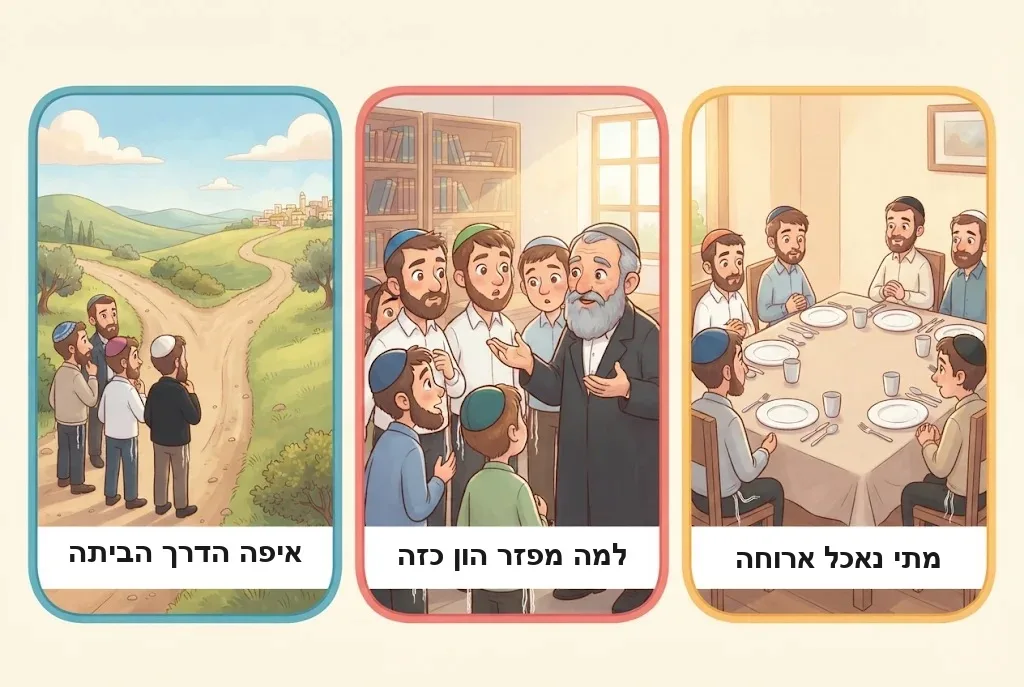 איפה הדרך הביתה
למה מפזר הון כזה
מתי נאכל ארוחה